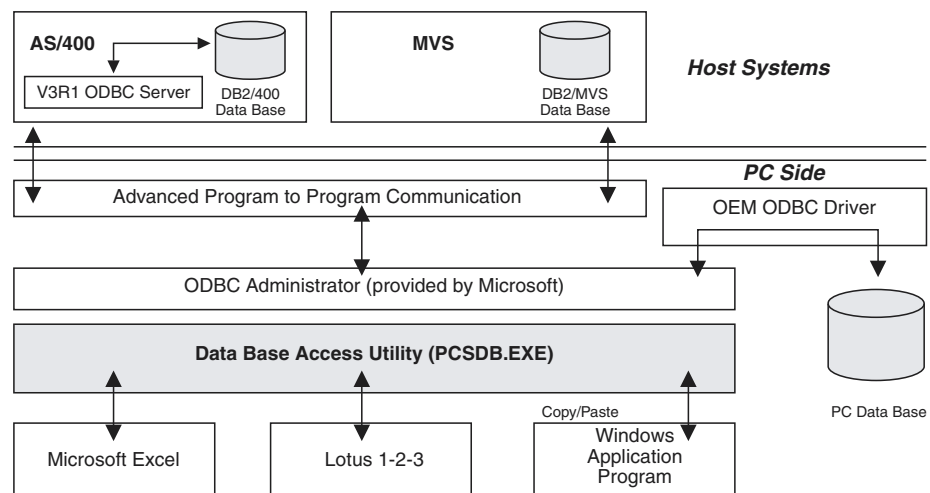 AS/400
V3R1 ODBC Server
DB2/400
Data Base
MVS
DB2/MVS
Data Base
Host Systems
PC Side
Advanced Program to Program Communication
OEM ODBC Driver
ODBC Administrator (provided by Microsoft)
Data Base Access Utility (PCSDB.EXE)
PC Data Base
Microsoft Excel
Lotus 1-2-3
Copy/Paste
Windows
Application
Program